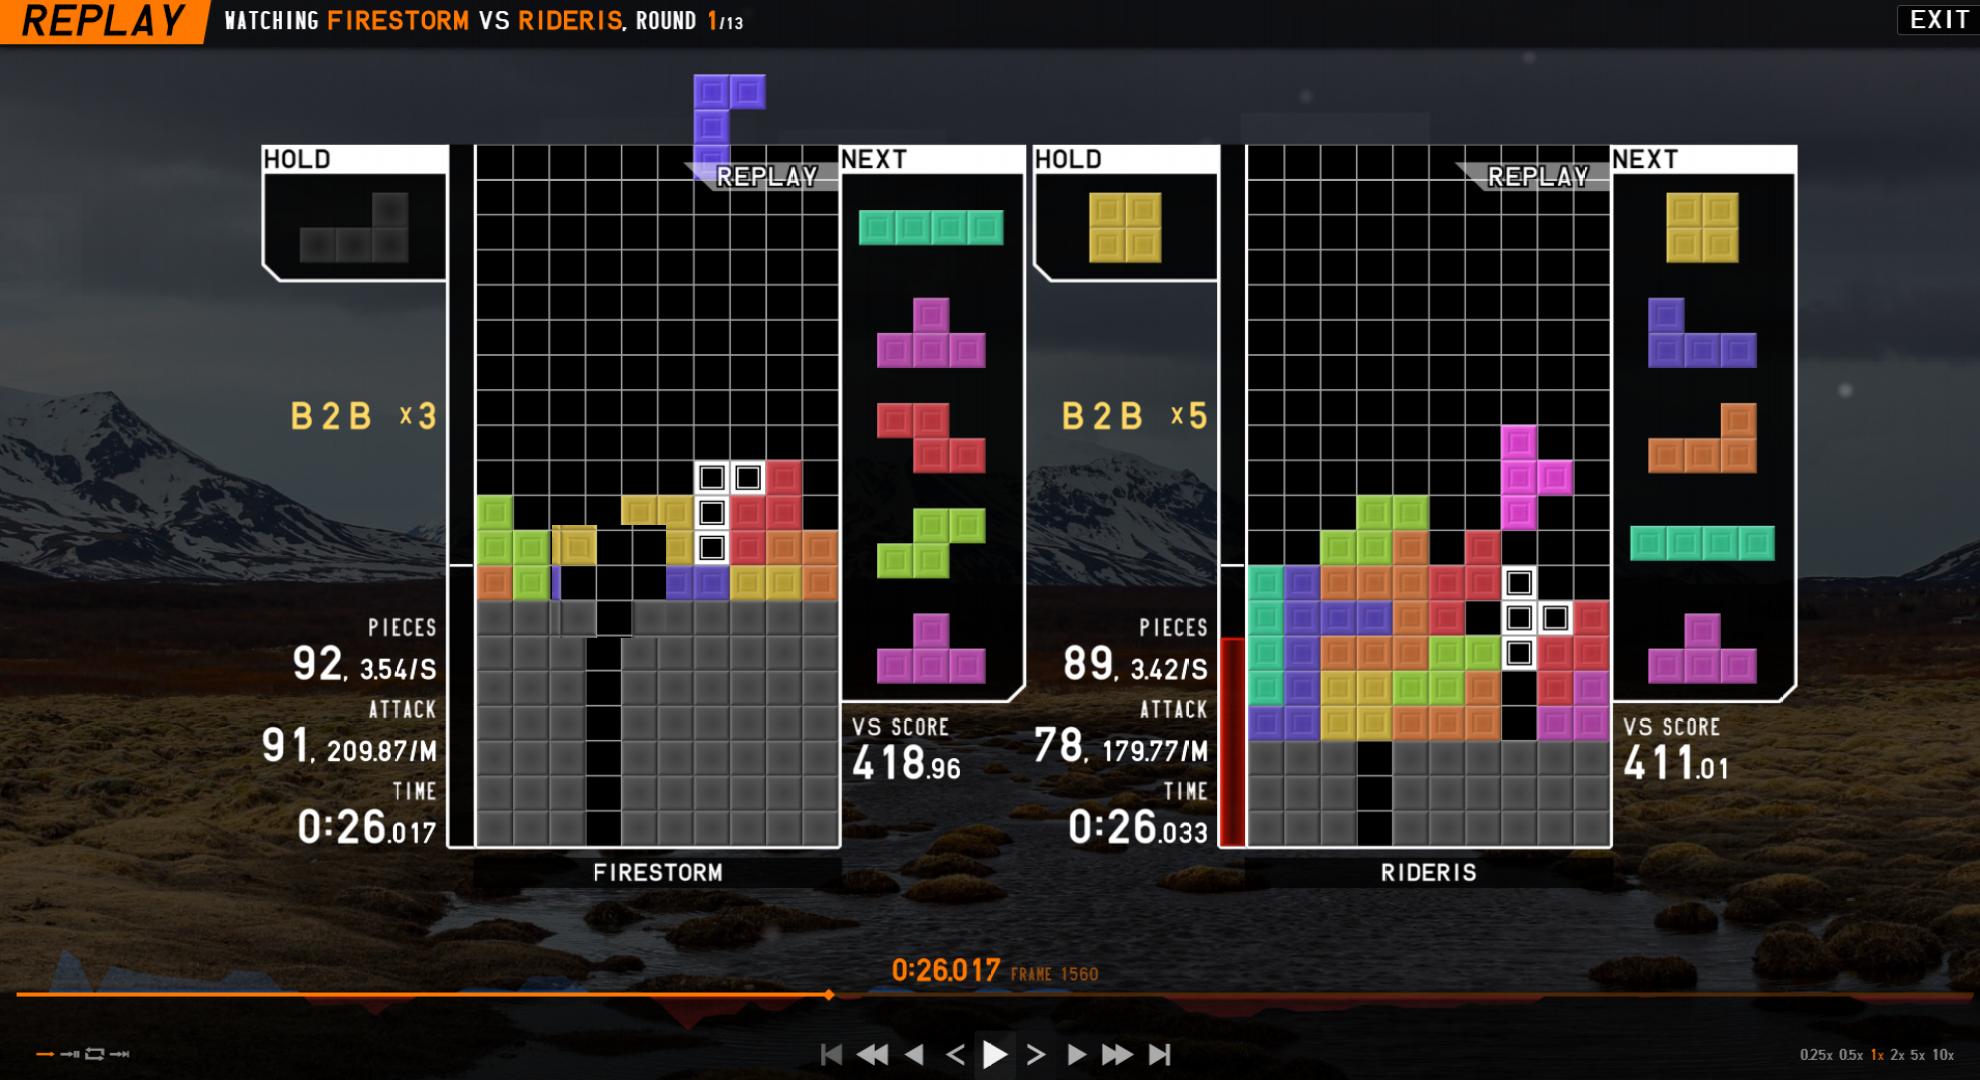 REPLAY WATCHING FIRESTORM VS RIDERIS, ROUND 1/13 EXIT
HOLD
REPLAY
NEXT
B2B x3
PIECES
92, 3.54/S
ATTACK
91, 209.87/M
TIME
0:26.017
VS SCORE
418.96
FIRESTORM
HOLD
REPLAY
NEXT
B2B x5
PIECES
89, 3.42/S
ATTACK
78, 179.77/M
TIME
0:26.033
VS SCORE
411.01
RIDERIS
0:26.017 FRAME 1560
0.25x 0.5x 1x 2x 5x 10x